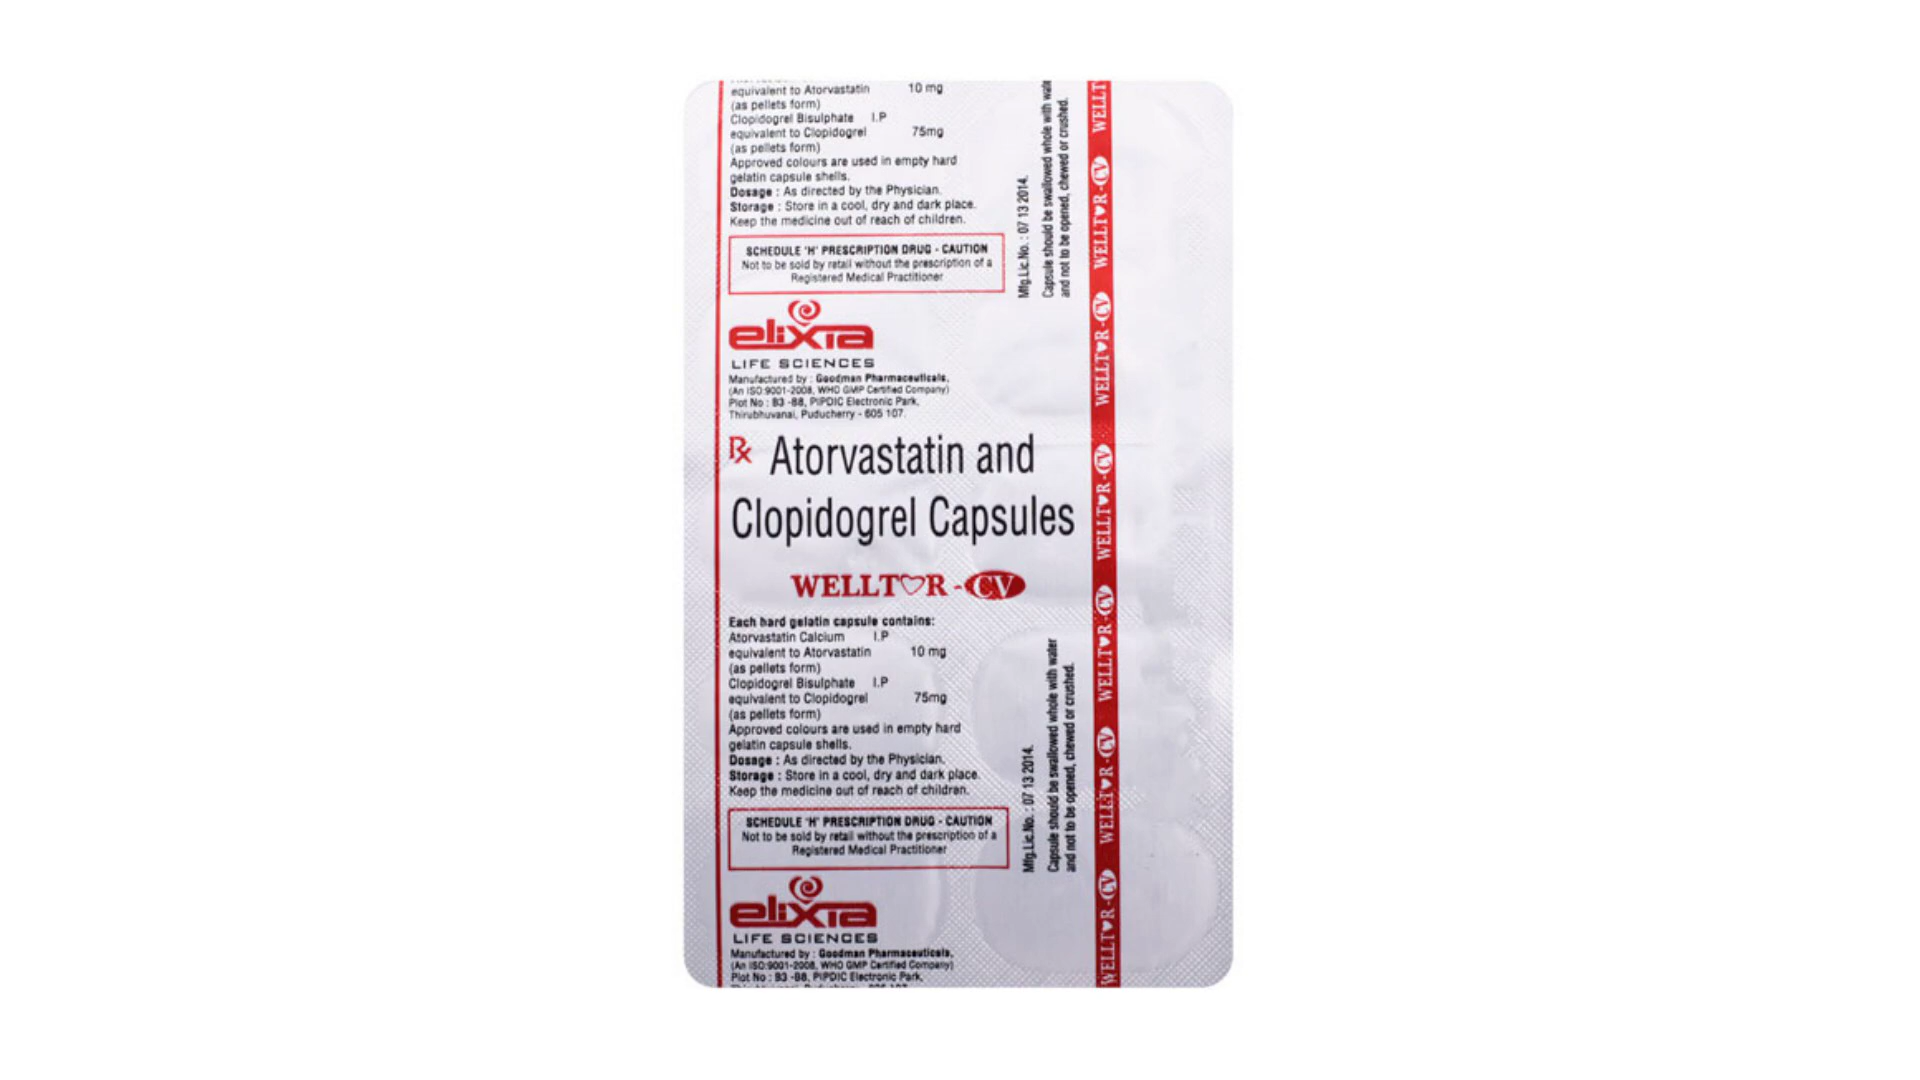 equivalent to Atorvastatin 10 mg
(as pellets form)
Clopidogrel Bisulphate I.P
equivalent to Clopidogrel 75mg
(as pellets form)
Approved colours are used in empty hard
gelatin capsule shells.
Dosage : As directed by the Physician.
Storage : Store in a cool, dry and dark place.
Keep the medicine out of reach of children.
SCHEDULE 'H' PRESCRIPTION DRUG - CAUTION
Not to be sold by retail without the prescription of a
Registered Medical Practitioner
Mfg.Lic.No. : 07 13 2014.
Capsule should be swallowed whole with wate
and not to be opened, chewed or crushed.
elixia
LIFE SCIENCES
Manufactured by : Goodman Pharmaceuticals,
(An ISO:9001-2008, WHO GMP Certified Company)
Plot No : B3 -B8, PIPDIC Electronic Park,
Thirubhuvanai, Puducherry - 605 107.
Rx Atorvastatin and
Clopidogrel Capsules
WELLTOR - CV
Each hard gelatin capsule contains:
Atorvastatin Calcium I.P
equivalent to Atorvastatin 10 mg
(as pellets form)
Clopidogrel Bisulphate I.P
equivalent to Clopidogrel 75mg
(as pellets form)
Approved colours are used in empty hard
gelatin capsule shells.
Dosage : As directed by the Physician.
Storage : Store in a cool, dry and dark place.
Keep the medicine out of reach of children.
SCHEDULE 'H' PRESCRIPTION DRUG - CAUTION
Not to be sold by retail without the prescription of a
Registered Medical Practitioner
Mfg.Lic.No. : 07 13 2014.
Capsule should be swallowed whole with water
and not to be opened, chewed or crushed.
elixia
LIFE SCIENCES
Manufactured by : Goodman Pharmaceuticals,
(An ISO:9001-2008, WHO GMP Certified Company)
Plot No : B3 -B8, PIPDIC Electronic Park,
WELLT
WELLTOR-CV
WELLTOR-CV
WELLTOR-CV
WELLTOR-CV
WELLTOR-CV
WELLTOR-CV